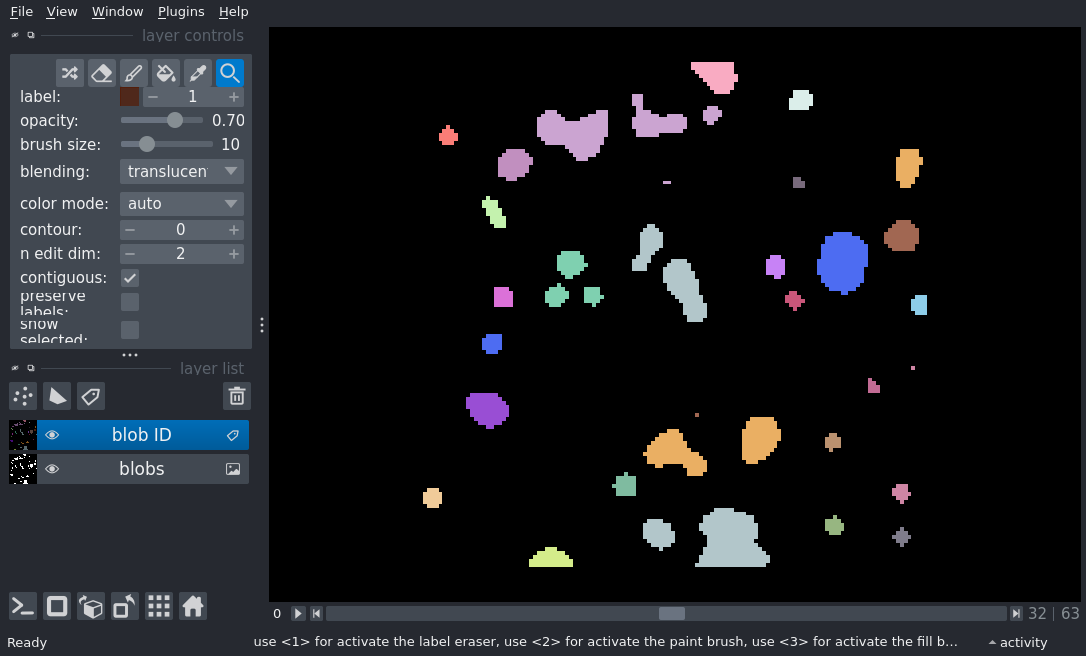 File View Window Plugins Help
layer controls
label: 1
opacity: 0.70
brush size: 10
blending: translucen
color mode: auto
contour: 0
n edit dim: 2
contiguous:
preserve
labels:
show
selected:
layer list
blob ID
blobs
0 32 63
Ready use <1> for activate the label eraser, use <2> for activate the paint brush, use <3> for activate the fill b... activity